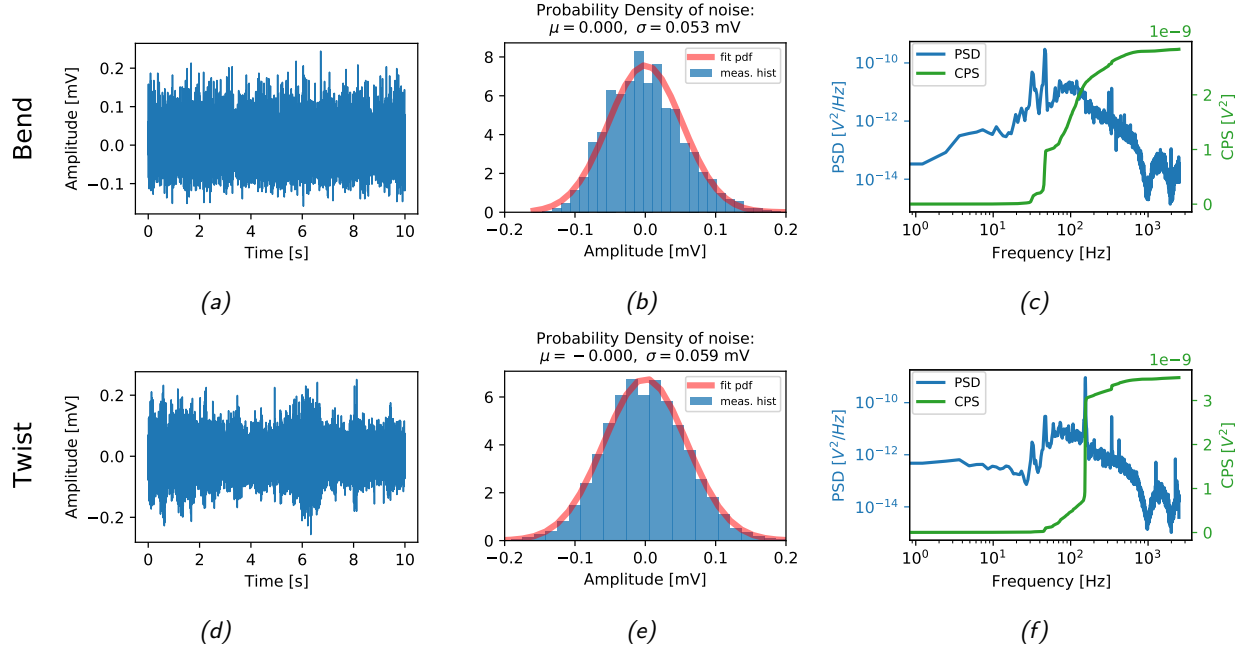 Bend
Amplitude [mV]
0.2
0.1
0.0
−0.1
0 2 4 6 8 10
Time [s]
(a)
Probability Density of noise:
μ = 0.000, σ = 0.053 mV
fit pdf
meas. hist
8
6
4
2
0
−0.2 −0.1 0.0 0.1 0.2
Amplitude [mV]
(b)
1e−9
PSD
CPS
PSD [V²/Hz]
10⁻¹⁰
10⁻¹²
10⁻¹⁴
CPS [V²]
2
1
0
10⁰ 10¹ 10² 10³
Frequency [Hz]
(c)
Twist
Amplitude [mV]
0.2
0.0
−0.2
0 2 4 6 8 10
Time [s]
(d)
Probability Density of noise:
μ = −0.000, σ = 0.059 mV
fit pdf
meas. hist
6
4
2
0
−0.2 −0.1 0.0 0.1 0.2
Amplitude [mV]
(e)
1e−9
PSD
CPS
PSD [V²/Hz]
10⁻¹⁰
10⁻¹²
10⁻¹⁴
CPS [V²]
3
2
1
0
10⁰ 10¹ 10² 10³
Frequency [Hz]
(f)